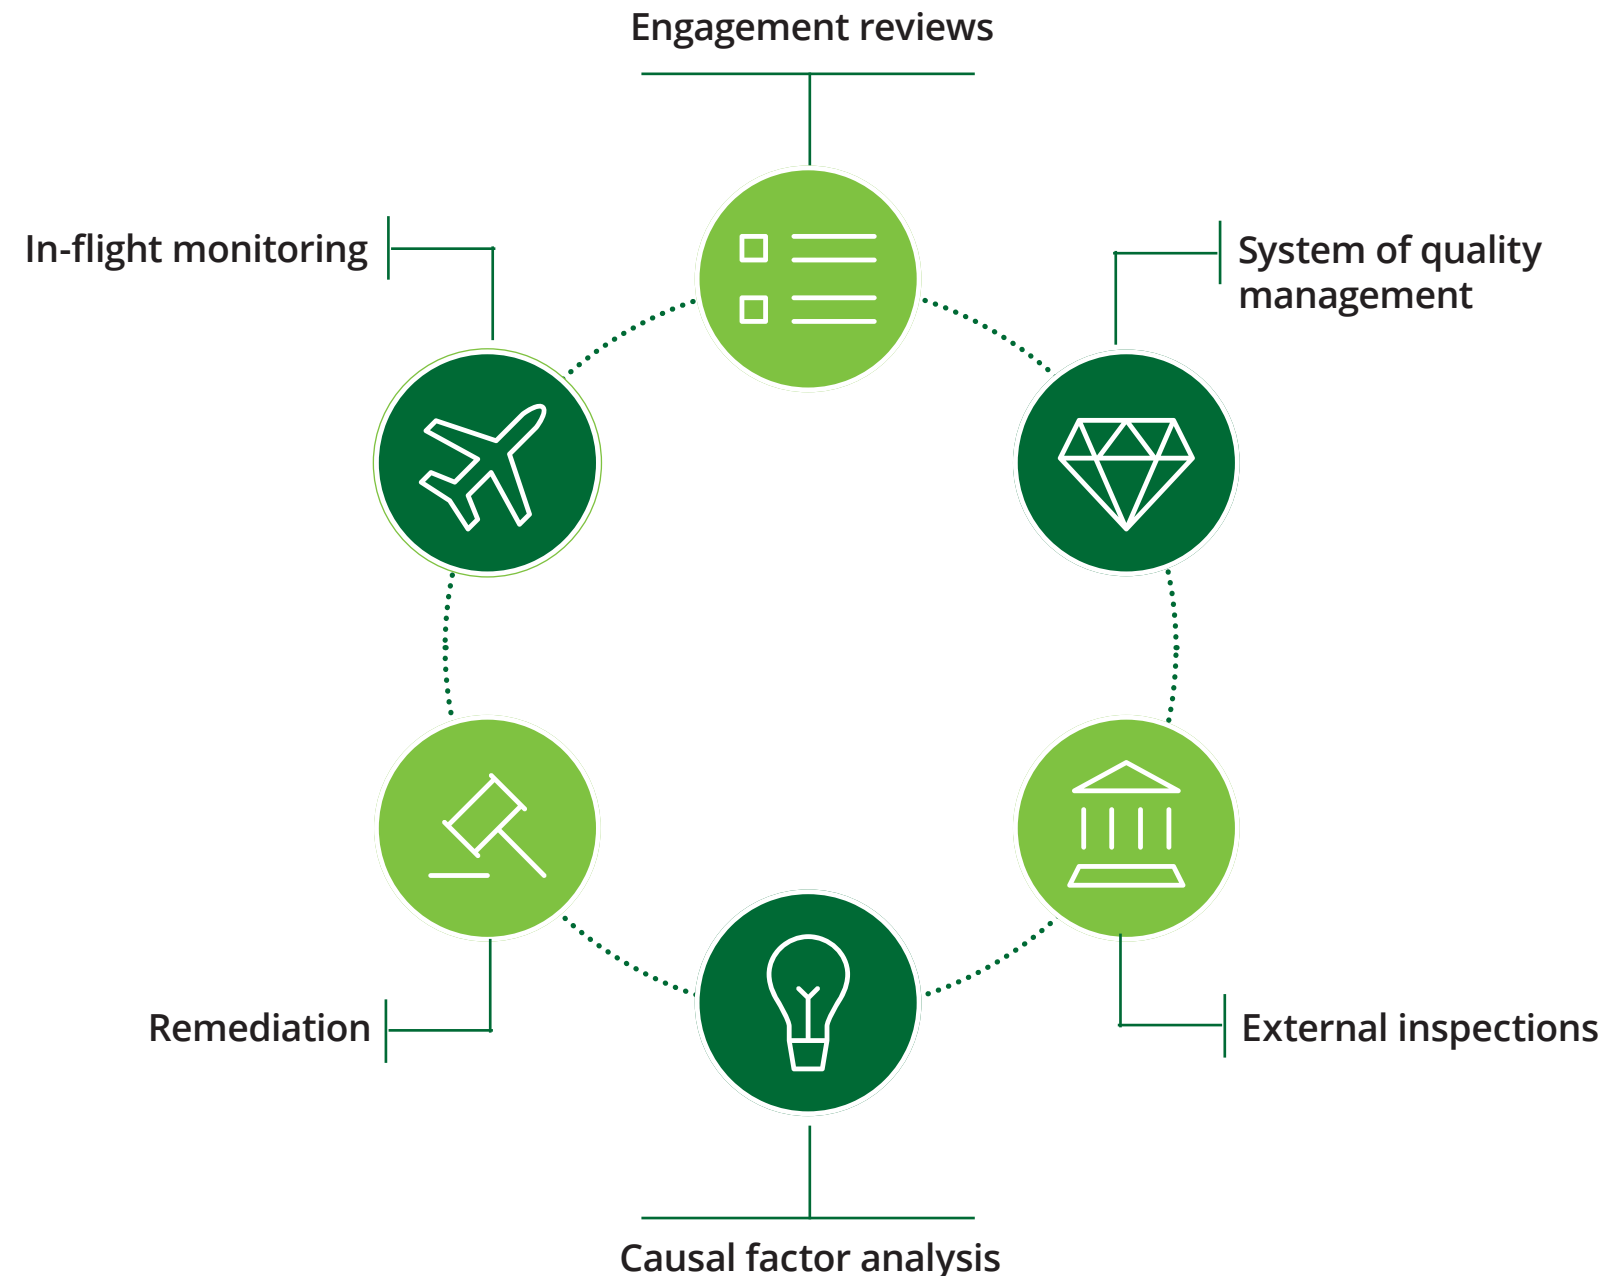 Engagement reviews
In-flight monitoring
System of quality
management
Remediation
External inspections
Causal factor analysis